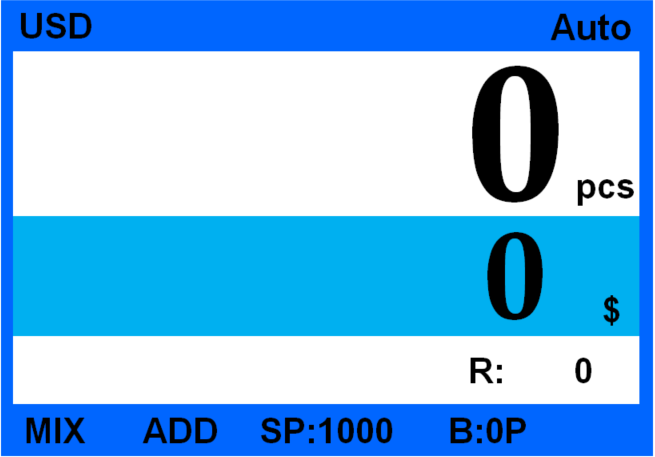 USD Auto
0 pcs
0 $
R: 0
MIX ADD SP:1000 B:0P